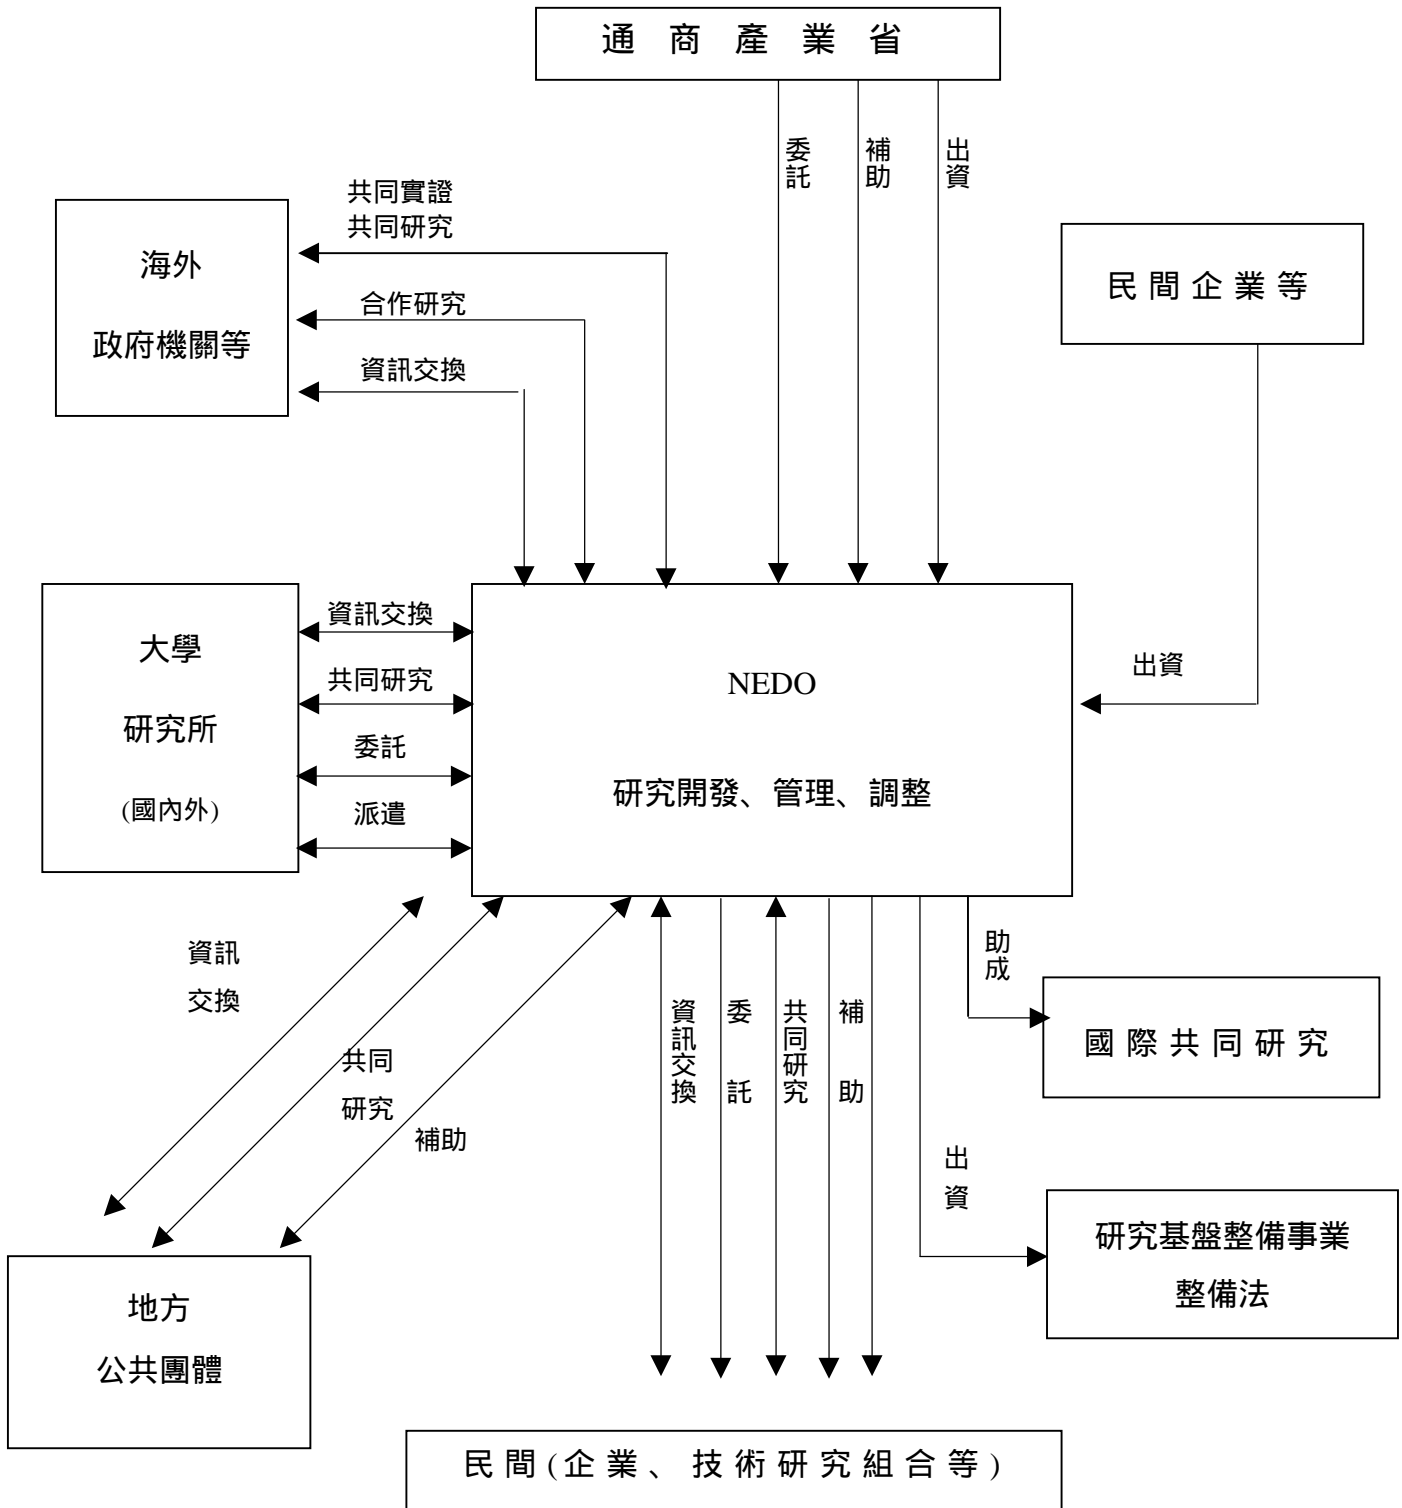 通商產業省
委託
補助
出資
共同實證
共同研究
海外
政府機關等
合作研究
資訊交換
民間企業等
大學
研究所
(國內外)
資訊交換
共同研究
委託
派遣
NEDO
研究開發、管理、調整
出資
資訊
交換
共同
研究
補助
資訊交換
委託
共同研究
補助
助成
國際共同研究
出資
研究基盤整備事業
整備法
地方
公共團體
民間(企業、技術研究組合等)